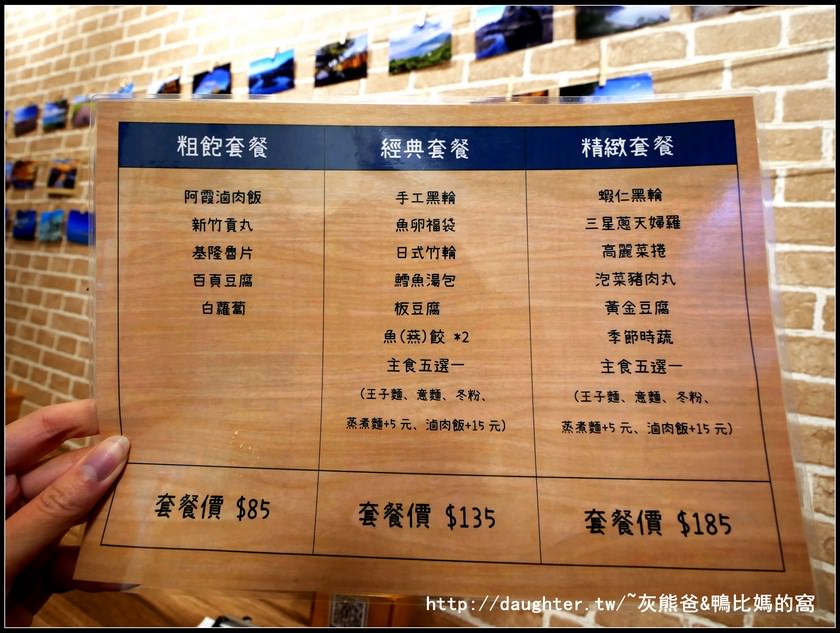 粗飽套餐
阿霞滷肉飯
新竹貢丸
基隆魯片
百頁豆腐
白蘿蔔
套餐價 $85
經典套餐
手工黑輪
魚卵福袋
日式竹輪
鱈魚湯包
板豆腐
魚(燕)餃 *2
主食五選一
(王子麵、意麵、冬粉、
蒸煮麵+5元、滷肉飯+15元)
套餐價 $135
精緻套餐
蝦仁黑輪
三星蔥天婦羅
高麗菜捲
泡菜豬肉丸
黃金豆腐
季節時蔬
主食五選一
(王子麵、意麵、冬粉、
蒸煮麵+5元、滷肉飯+15元)
套餐價 $185
http://daughter.tw/~灰熊爸&鴨比媽的窩